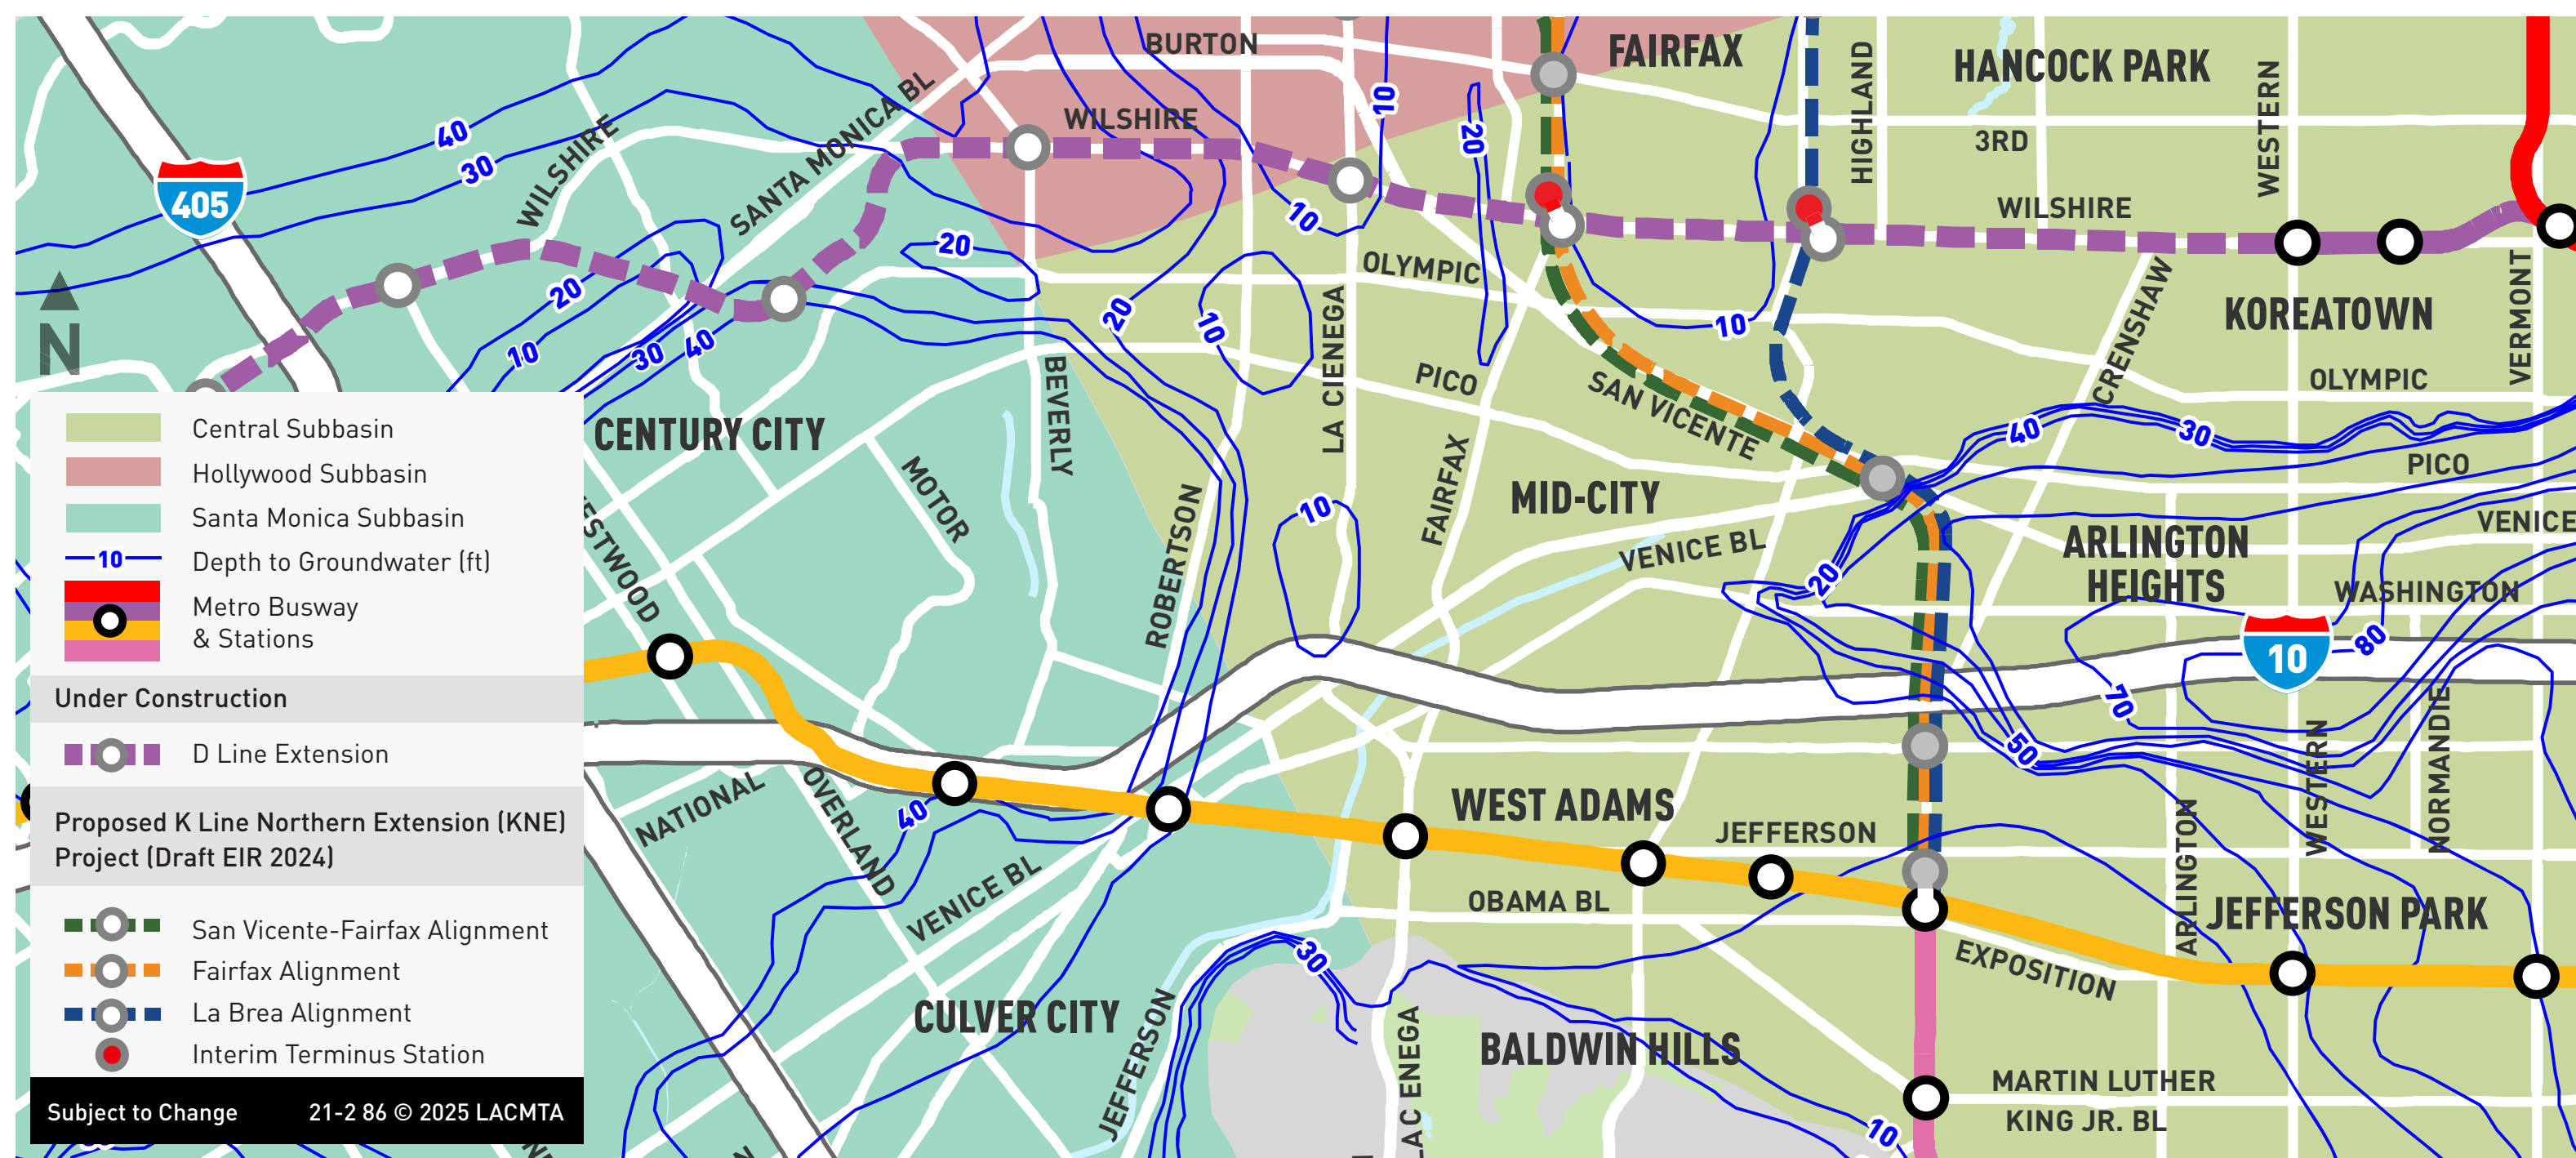 BURTON
FAIRFAX
HIGHLAND
HANCOCK PARK
WESTERN
10
WILSHIRE
20
3RD
40
30
405
WILSHIRE
SANTA MONICA BL
WILSHIRE
10
20
OLYMPIC
KOREATOWN
VERMONT
N
20
10
30
40
20
10
LA CIENEGA
10
CRENSHAW
OLYMPIC
PICO
SAN VICENTE
BEVERLY
CENTURY CITY
40
30
PICO
MOTOR
FAIRFAX
MID-CITY
ROBERTSON
10
VENICE BL
VENICE
ARLINGTON
HEIGHTS
20
WASHINGTON
ESTWOOD
10
80
70
50
WESTERN
NORMANDIE
NATIONAL
OVERLAND
40
WEST ADAMS
JEFFERSON
ARLINGTON
VENICE BL
OBAMA BL
JEFFERSON PARK
30
EXPOSITION
CULVER CITY
JEFFERSON
LAC ENEGA
BALDWIN HILLS
MARTIN LUTHER
KING JR. BL
10
Central Subbasin
Hollywood Subbasin
Santa Monica Subbasin
10 Depth to Groundwater (ft)
Metro Busway
& Stations
Under Construction
D Line Extension
Proposed K Line Northern Extension (KNE)
Project (Draft EIR 2024)
San Vicente-Fairfax Alignment
Fairfax Alignment
La Brea Alignment
Interim Terminus Station
Subject to Change 21-2 86 © 2025 LACMTA